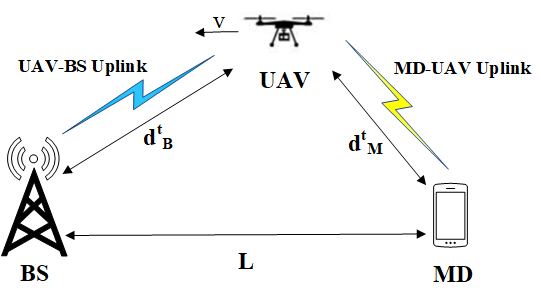 V
UAV-BS Uplink
UAV
MD-UAV Uplink
d^t_B
d^t_M
L
BS
MD